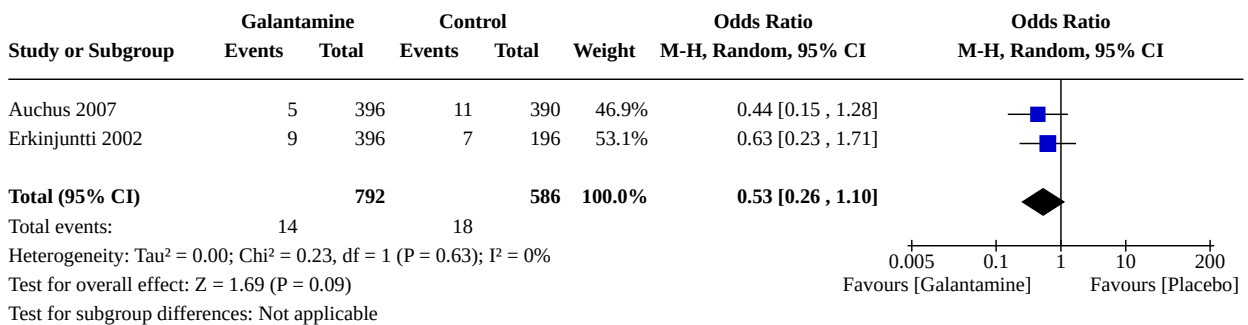 Galantamine Control Odds Ratio Odds Ratio
Study or Subgroup Events Total Events Total Weight M-H, Random, 95% CI M-H, Random, 95% CI
Auchus 2007 5 396 11 390 46.9% 0.44 [0.15 , 1.28]
Erkinjuntti 2002 9 396 7 196 53.1% 0.63 [0.23 , 1.71]
Total (95% CI) 792 586 100.0% 0.53 [0.26 , 1.10]
Total events: 14 18
Heterogeneity: Tau² = 0.00; Chi² = 0.23, df = 1 (P = 0.63); I² = 0%
0.005 0.1 1 10 200
Test for overall effect: Z = 1.69 (P = 0.09) Favours [Galantamine] Favours [Placebo]
Test for subgroup differences: Not applicable